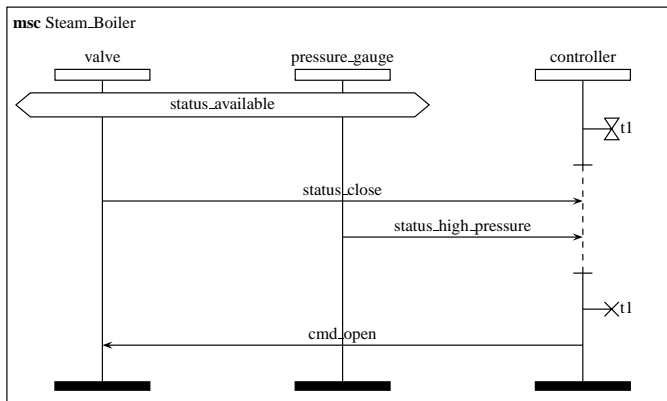 msc Steam_Boiler
valve pressure_gauge controller
status_available
t1
status_close
status_high_pressure
t1
cmd_open